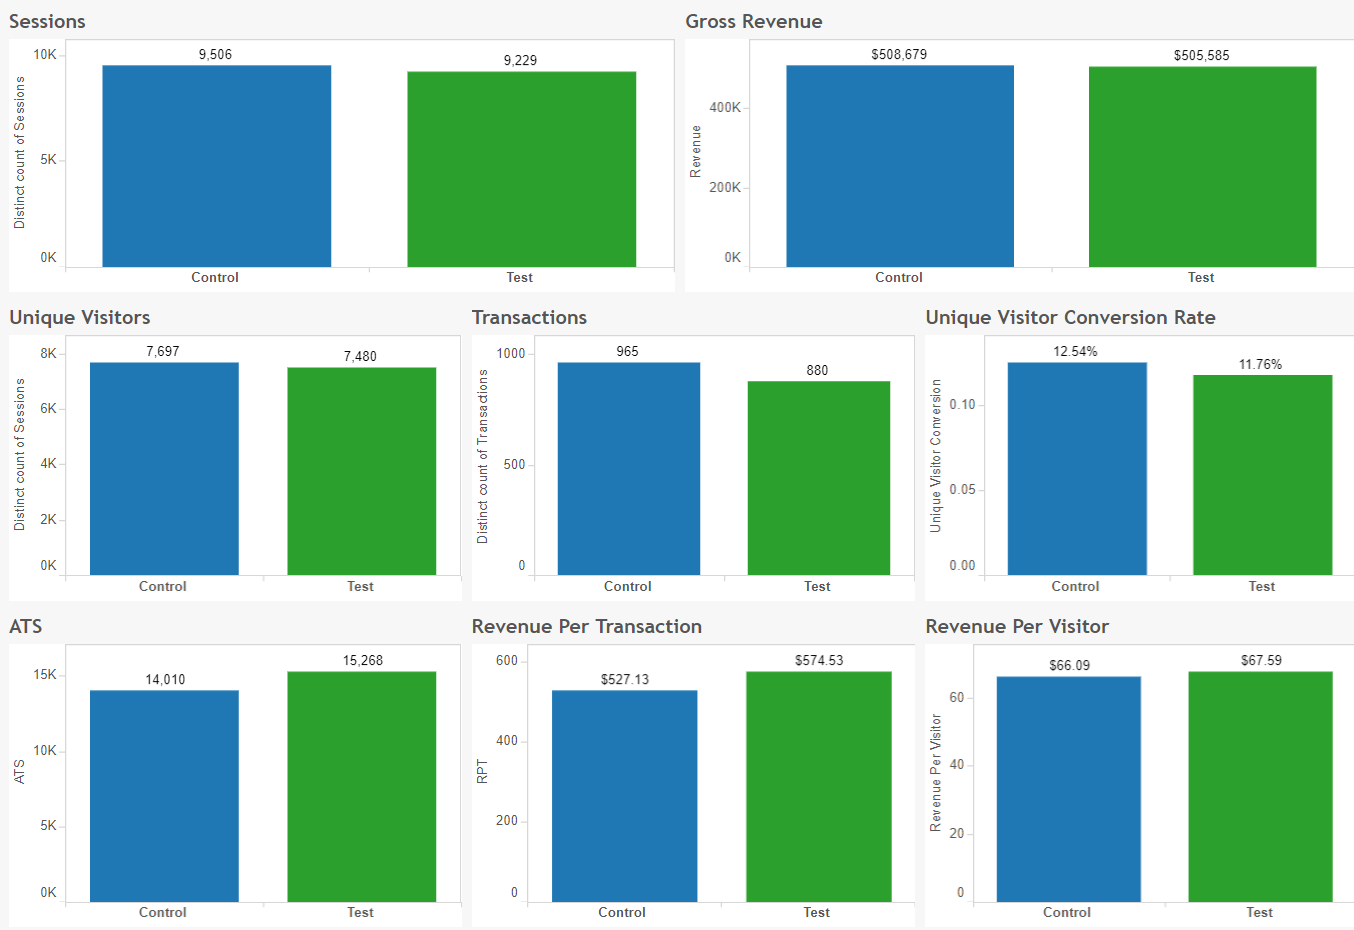 Sessions
Distinct count of Sessions
10K
5K
0K
9,506
9,229
Control
Test
Gross Revenue
Revenue
400K
200K
0K
$508,679
$505,585
Control
Test
Unique Visitors
Distinct count of Sessions
8K
6K
4K
2K
0K
7,697
7,480
Control
Test
Transactions
Distinct count of Transactions
1000
500
0
965
880
Control
Test
Unique Visitor Conversion Rate
Unique Visitor Conversion
0.10
0.05
0.00
12.54%
11.76%
Control
Test
ATS
ATS
15K
10K
5K
0K
14,010
15,268
Control
Test
Revenue Per Transaction
RPT
600
400
200
0
$527.13
$574.53
Control
Test
Revenue Per Visitor
Revenue Per Visitor
60
40
20
0
$66.09
$67.59
Control
Test